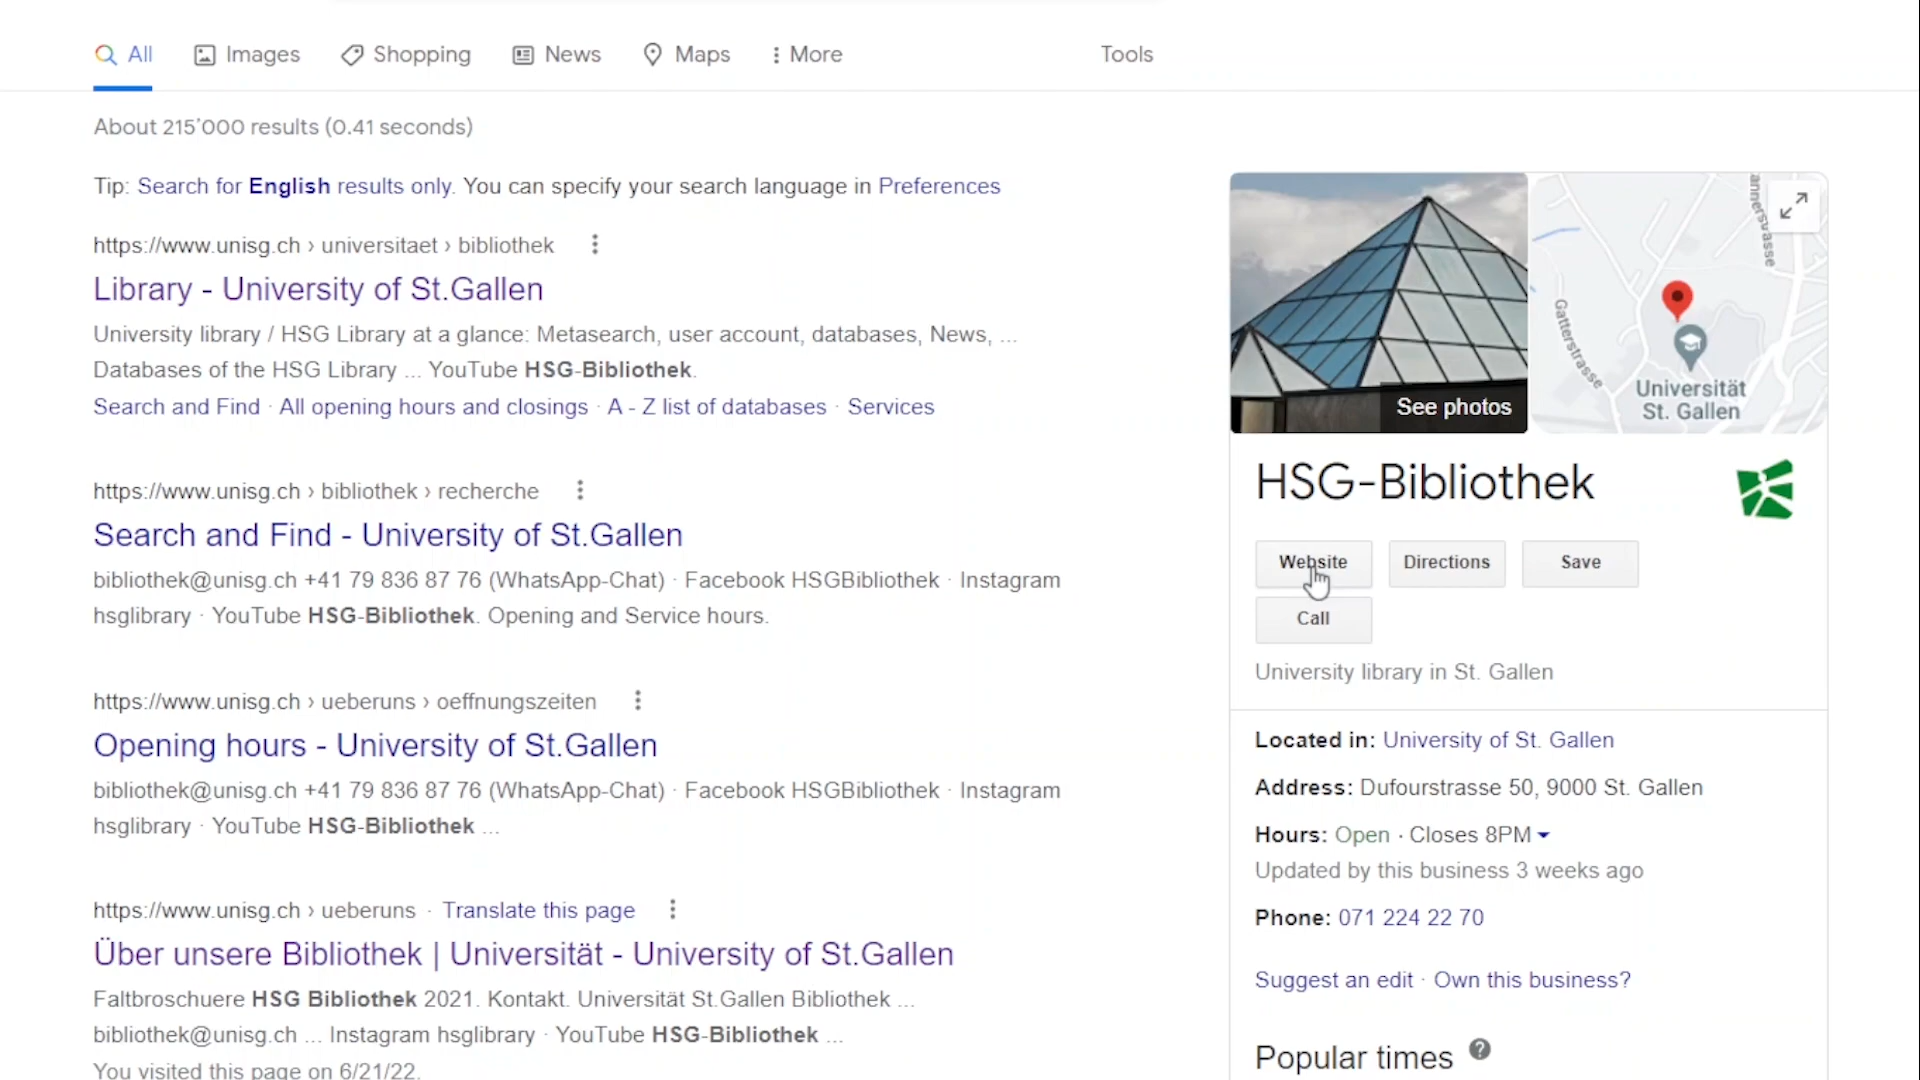 All Images Shopping News Maps More Tools
About 215’000 results (0.41 seconds)
Tip: Search for English results only. You can specify your search language in Preferences
https://www.unisg.ch › universitaet › bibliothek
Library - University of St.Gallen
University library / HSG Library at a glance: Metasearch, user account, databases, News, ...
Databases of the HSG Library ... YouTube HSG-Bibliothek.
Search and Find · All opening hours and closings · A - Z list of databases · Services
https://www.unisg.ch › bibliothek › recherche
Search and Find - University of St.Gallen
bibliothek@unisg.ch +41 79 836 87 76 (WhatsApp-Chat) · Facebook HSGBibliothek · Instagram
hsglibrary · YouTube HSG-Bibliothek. Opening and Service hours.
https://www.unisg.ch › ueberuns › oeffnungszeiten
Opening hours - University of St.Gallen
bibliothek@unisg.ch +41 79 836 87 76 (WhatsApp-Chat) · Facebook HSGBibliothek · Instagram
hsglibrary · YouTube HSG-Bibliothek ...
https://www.unisg.ch › ueberuns · Translate this page
Über unsere Bibliothek | Universität - University of St.Gallen
Faltbroschuere HSG Bibliothek 2021. Kontakt. Universität St.Gallen Bibliothek ...
bibliothek@unisg.ch ... Instagram hsglibrary · YouTube HSG-Bibliothek ...
You visited this page on 6/21/22.
See photos
Gatterstrasse
Universität
St. Gallen
HSG-Bibliothek
Website Directions Save
Call
University library in St. Gallen
Located in: University of St. Gallen
Address: Dufourstrasse 50, 9000 St. Gallen
Hours: Open · Closes 8PM
Updated by this business 3 weeks ago
Phone: 071 224 22 70
Suggest an edit · Own this business?
Popular times